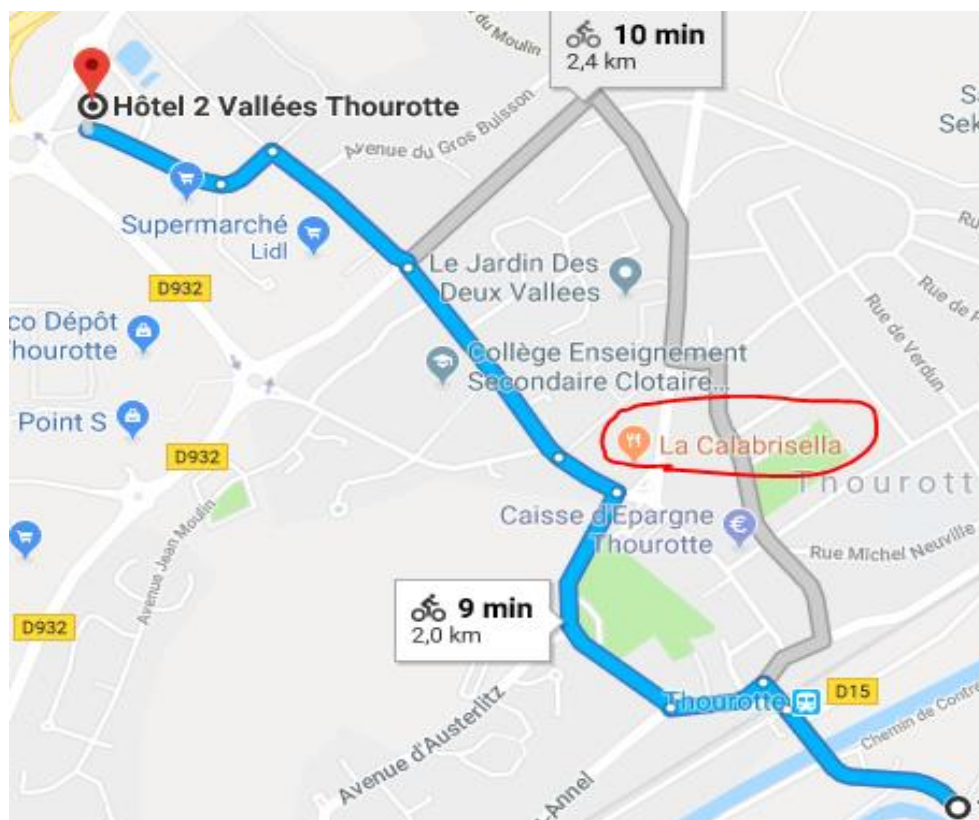 du Moulin
10 min
2,4 km
Hôtel 2 Vallées Thourotte
Avenue du Gros Buisson
Supermarché
Lidl
Le Jardin Des
Deux Vallees
D932
Rue de Verdun
Rue de
co Dépôt
Thourotte
Collège Enseignement
Secondaire Clotaire...
Point S
La Calabrisella
D932
Thourott
Caisse d'Epargne
Thourotte
Rue Michel Neuville
Avenue Jean Moulin
9 min
2,0 km
D932
Thourotte
D15
Chemin de Contre
Avenue d'Austerlitz
-Annel